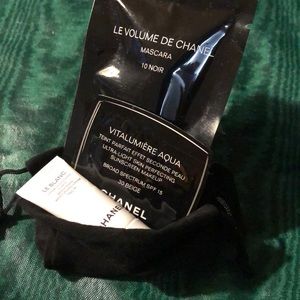 LE VOLUME DE CHANEL
MASCARA
10 NOIR
VITALUMIÈRE AQUA
TEINT PARFAIT EFFET SECONDE PEAU
ULTRA LIGHT SKIN PERFECTING
SUNSCREEN MAKEUP
BROAD SPECTRUM SPF 15
20 BEIGE
CHANEL
LE BLANC
CHANEL